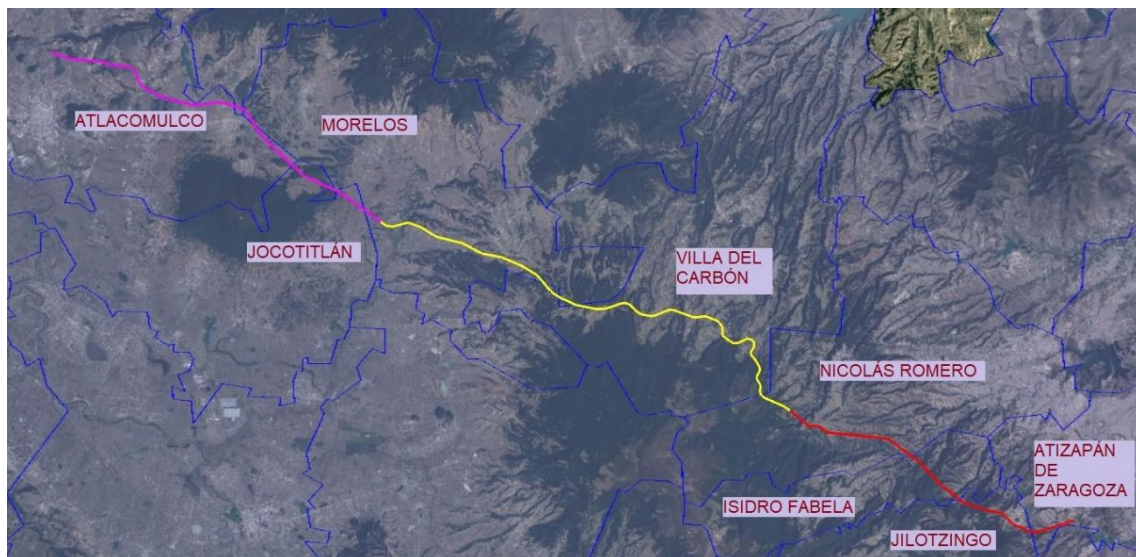 ATLACOMULCO
MORELOS
JOCOTITLÁN
VILLA DEL
CARBÓN
NICOLÁS ROMERO
ATIZAPÁN
DE
ZARAGOZA
ISIDRO FABELA
JILOTZINGO